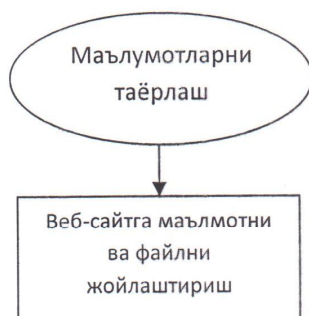 Маълумотларни
таёрлаш
Веб-сайтга маълмотни
ва файлни
жойлаштириш